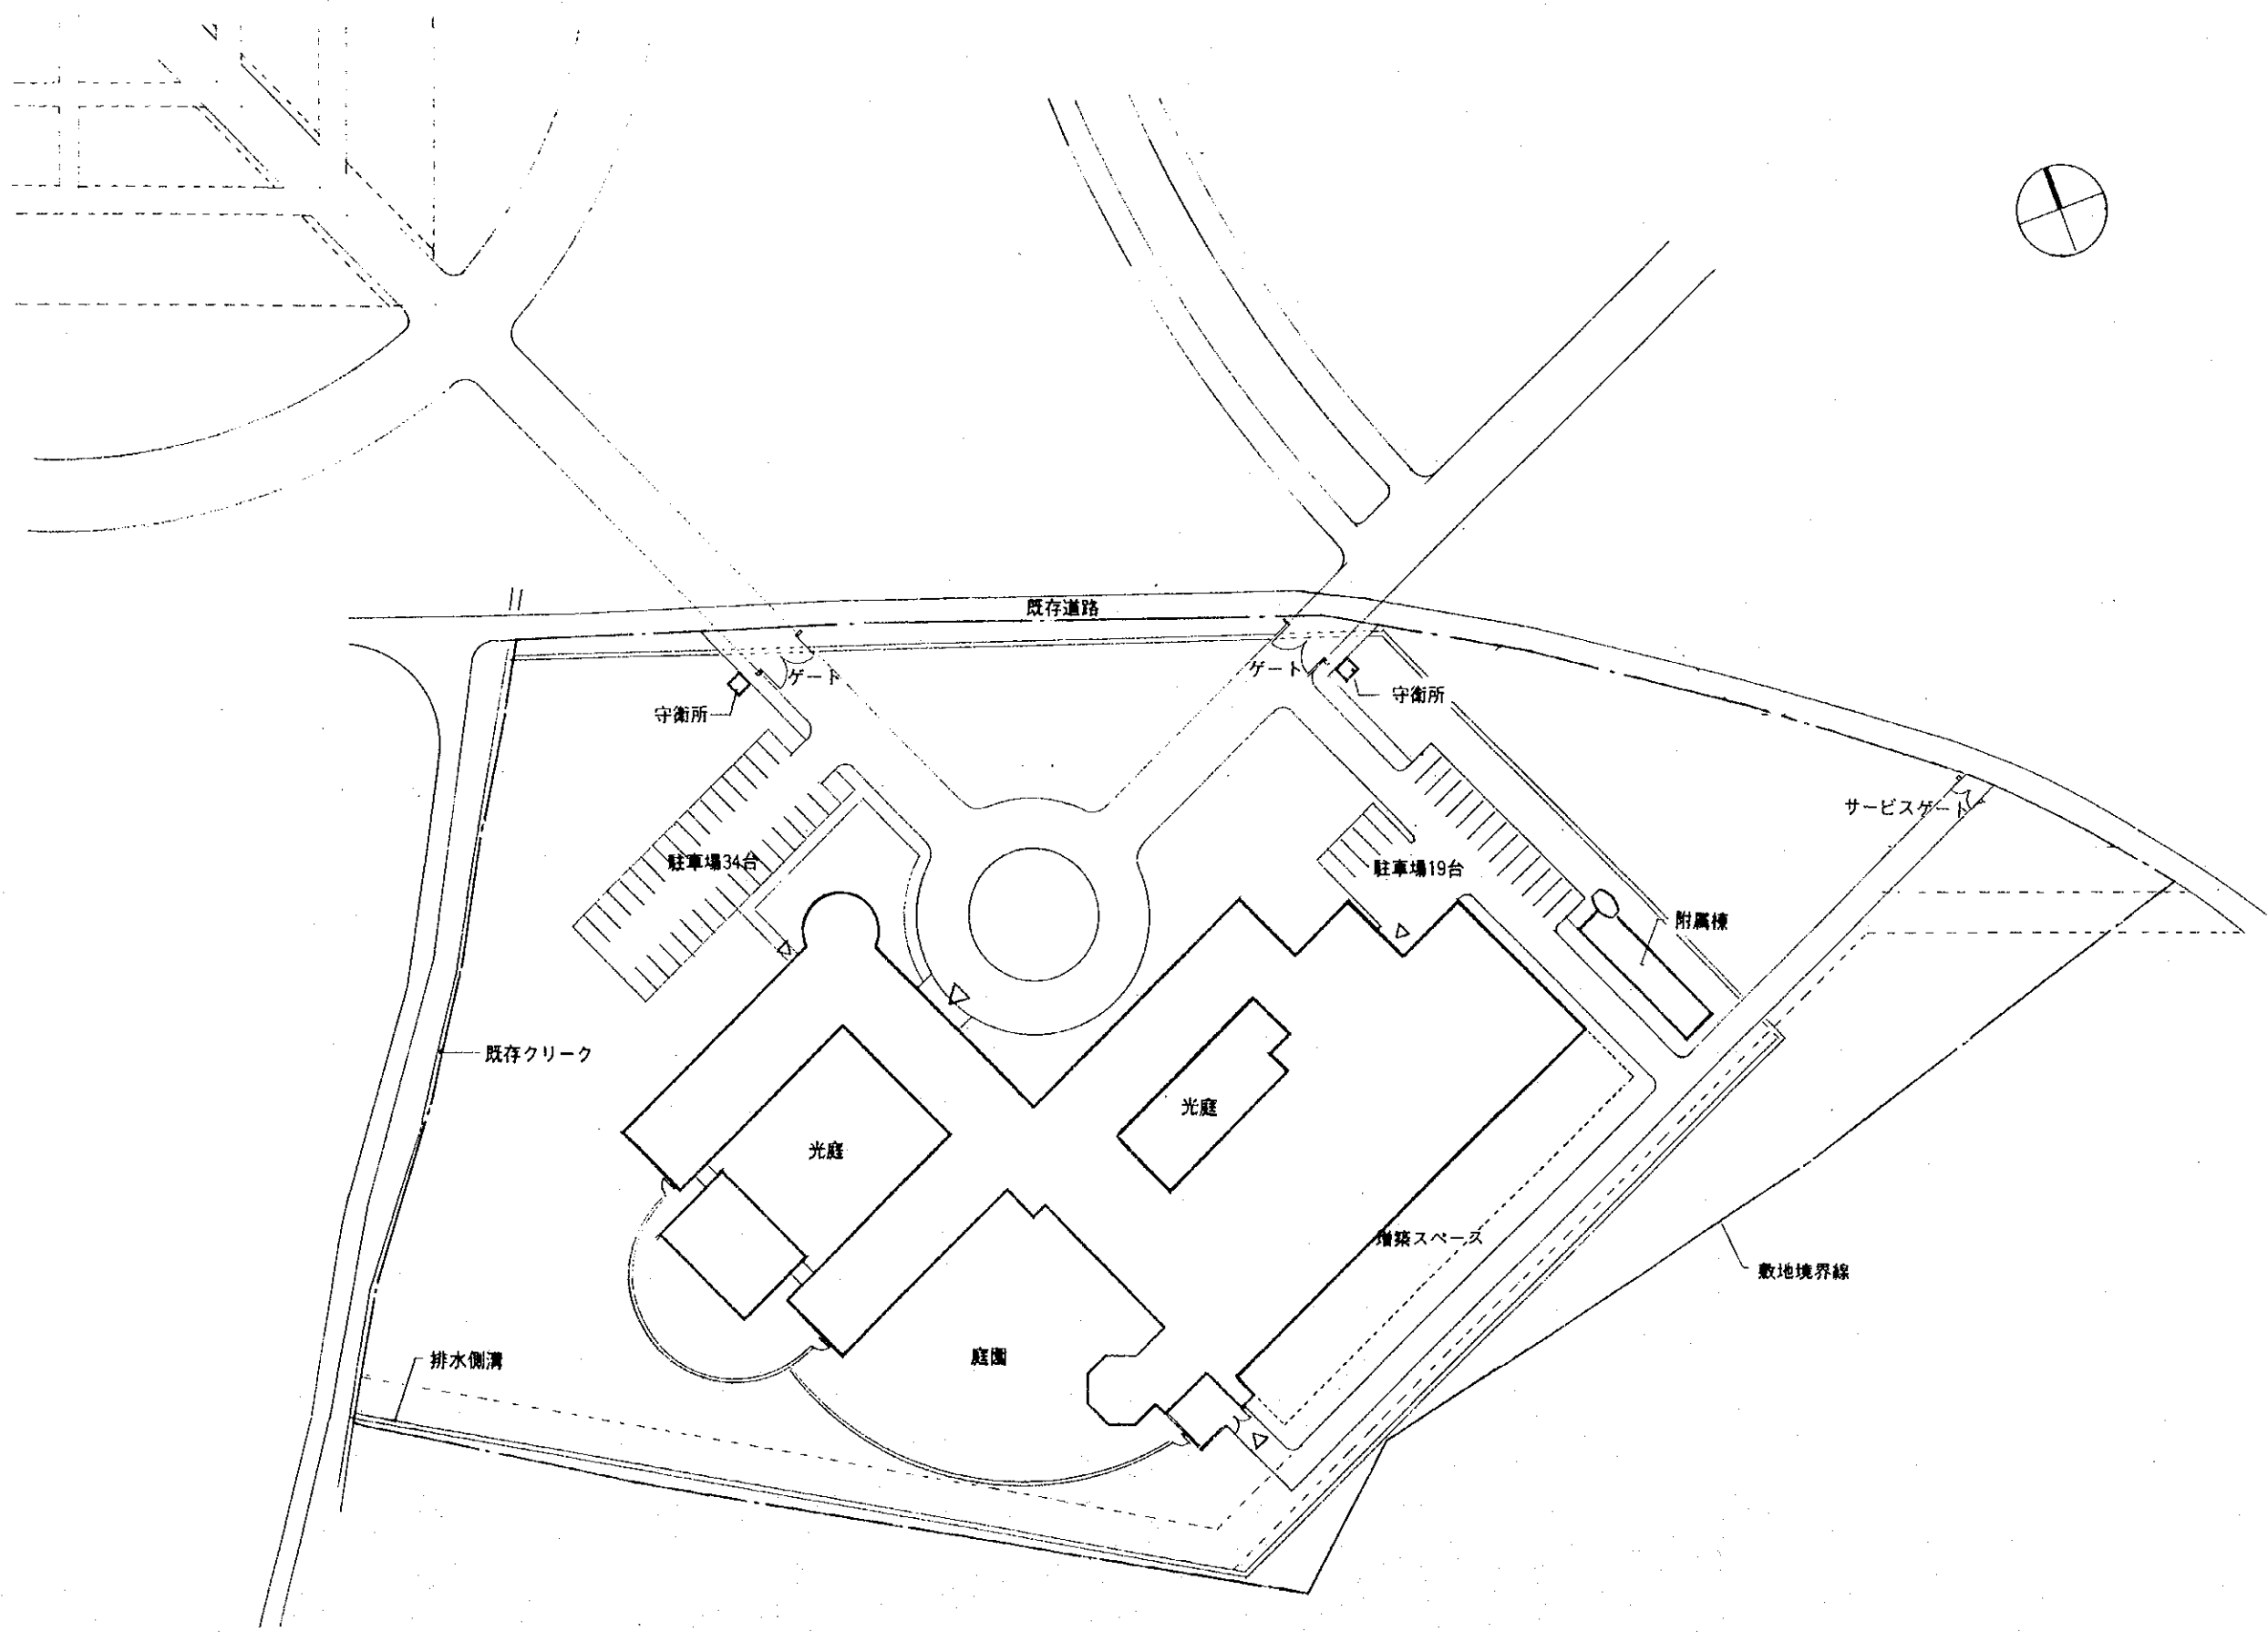 既存道路
ゲート
ゲート
守衛所
守衛所
サービスゲート
駐車場34台
駐車場19台
附属棟
既存クリーク
光庭
光庭
増築スペース
敷地境界線
排水側溝
庭園